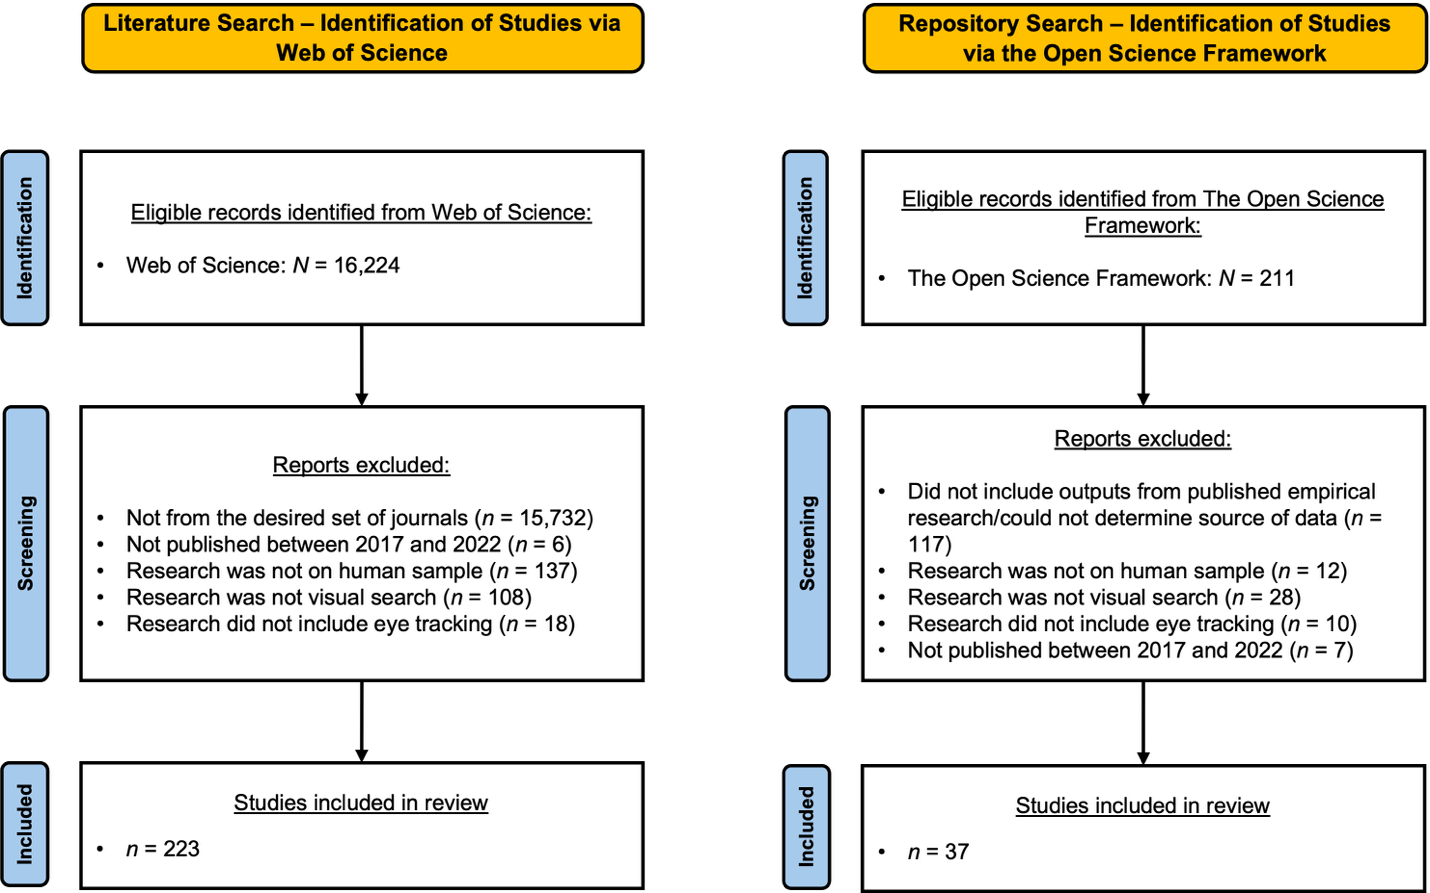 Literature Search – Identification of Studies via
Web of Science
Identification
Eligible records identified from Web of Science:
• Web of Science: N = 16,224
Screening
Reports excluded:
• Not from the desired set of journals (n = 15,732)
• Not published between 2017 and 2022 (n = 6)
• Research was not on human sample (n = 137)
• Research was not visual search (n = 108)
• Research did not include eye tracking (n = 18)
Included
Studies included in review
• n = 223
Repository Search – Identification of Studies
via the Open Science Framework
Identification
Eligible records identified from The Open Science
Framework:
• The Open Science Framework: N = 211
Screening
Reports excluded:
• Did not include outputs from published empirical
research/could not determine source of data (n =
117)
• Research was not on human sample (n = 12)
• Research was not visual search (n = 28)
• Research did not include eye tracking (n = 10)
• Not published between 2017 and 2022 (n = 7)
Included
Studies included in review
• n = 37